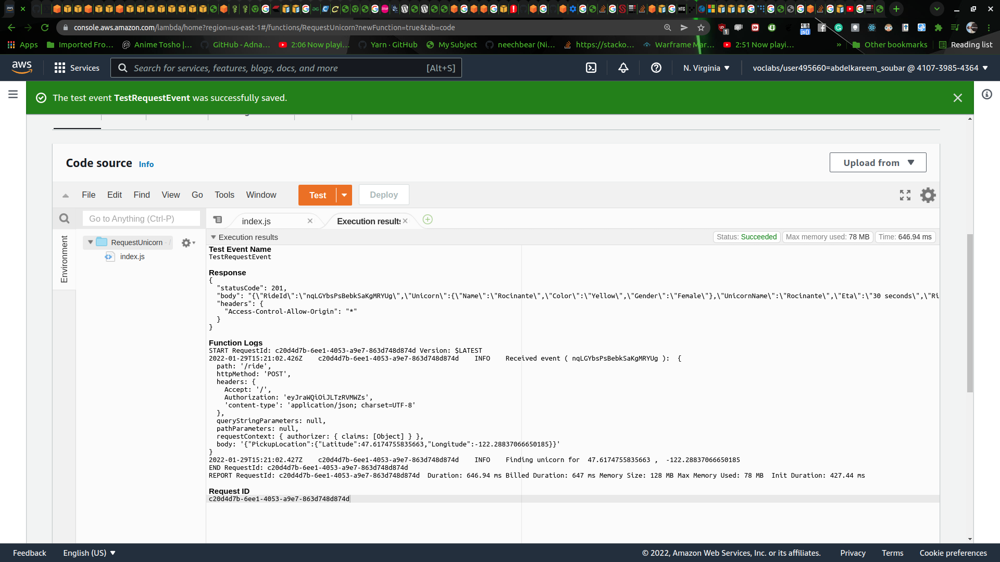 console.aws.amazon.com/lambda/home?region=us-east-1#/functions/RequestUnicorn?newFunction=true&tab=code
Apps Imported Fro... Anime Tosho |... GitHub - Adna... 2:06 Now playi... Yarn · GitHub My Subject neechbear (Ni... https://stacko... Warframe Mar... 2:51 Now playi... » Other bookmarks Reading list
aws Services Search for services, features, blogs, docs, and more [Alt+S] N. Virginia voclabs/user495660=abdelkareem_soubar @ 4107-3985-4364
The test event TestRequestEvent was successfully saved.
Code source Info Upload from
File Edit Find View Go Tools Window Test Deploy
Go to Anything (Ctrl-P) index.js Execution results
Environment
RequestUnicorn - /
index.js
Execution results Status: Succeeded Max memory used: 78 MB Time: 646.94 ms
Test Event Name
TestRequestEvent
Response
{
"statusCode": 201,
"body": "{\"RideId\":\"nqLGYbsPsBebkSaKgMRYUg\",\"Unicorn\":{\"Name\":\"Rocinante\",\"Color\":\"Yellow\",\"Gender\":\"Female\"},\"UnicornName\":\"Rocinante\",\"Eta\":\"30 seconds\",\"Ri
"headers": {
"Access-Control-Allow-Origin": "*"
}
}
Function Logs
START RequestId: c20d4d7b-6ee1-4053-a9e7-863d748d874d Version: $LATEST
2022-01-29T15:21:02.426Z c20d4d7b-6ee1-4053-a9e7-863d748d874d INFO Received event ( nqLGYbsPsBebkSaKgMRYUg ): {
path: '/ride',
httpMethod: 'POST',
headers: {
Accept: '/',
Authorization: 'eyJraWQiOiJLTzRVMWZs',
'content-type': 'application/json; charset=UTF-8'
},
queryStringParameters: null,
pathParameters: null,
requestContext: { authorizer: { claims: [Object] } },
body: '{"PickupLocation":{"Latitude":47.6174755835663,"Longitude":-122.28837066650185}}'
}
2022-01-29T15:21:02.427Z c20d4d7b-6ee1-4053-a9e7-863d748d874d INFO Finding unicorn for 47.6174755835663 , -122.28837066650185
END RequestId: c20d4d7b-6ee1-4053-a9e7-863d748d874d
REPORT RequestId: c20d4d7b-6ee1-4053-a9e7-863d748d874d Duration: 646.94 ms Billed Duration: 647 ms Memory Size: 128 MB Max Memory Used: 78 MB Init Duration: 427.44 ms
Request ID
c20d4d7b-6ee1-4053-a9e7-863d748d874d
Feedback English (US) © 2022, Amazon Web Services, Inc. or its affiliates. Privacy Terms Cookie preferences